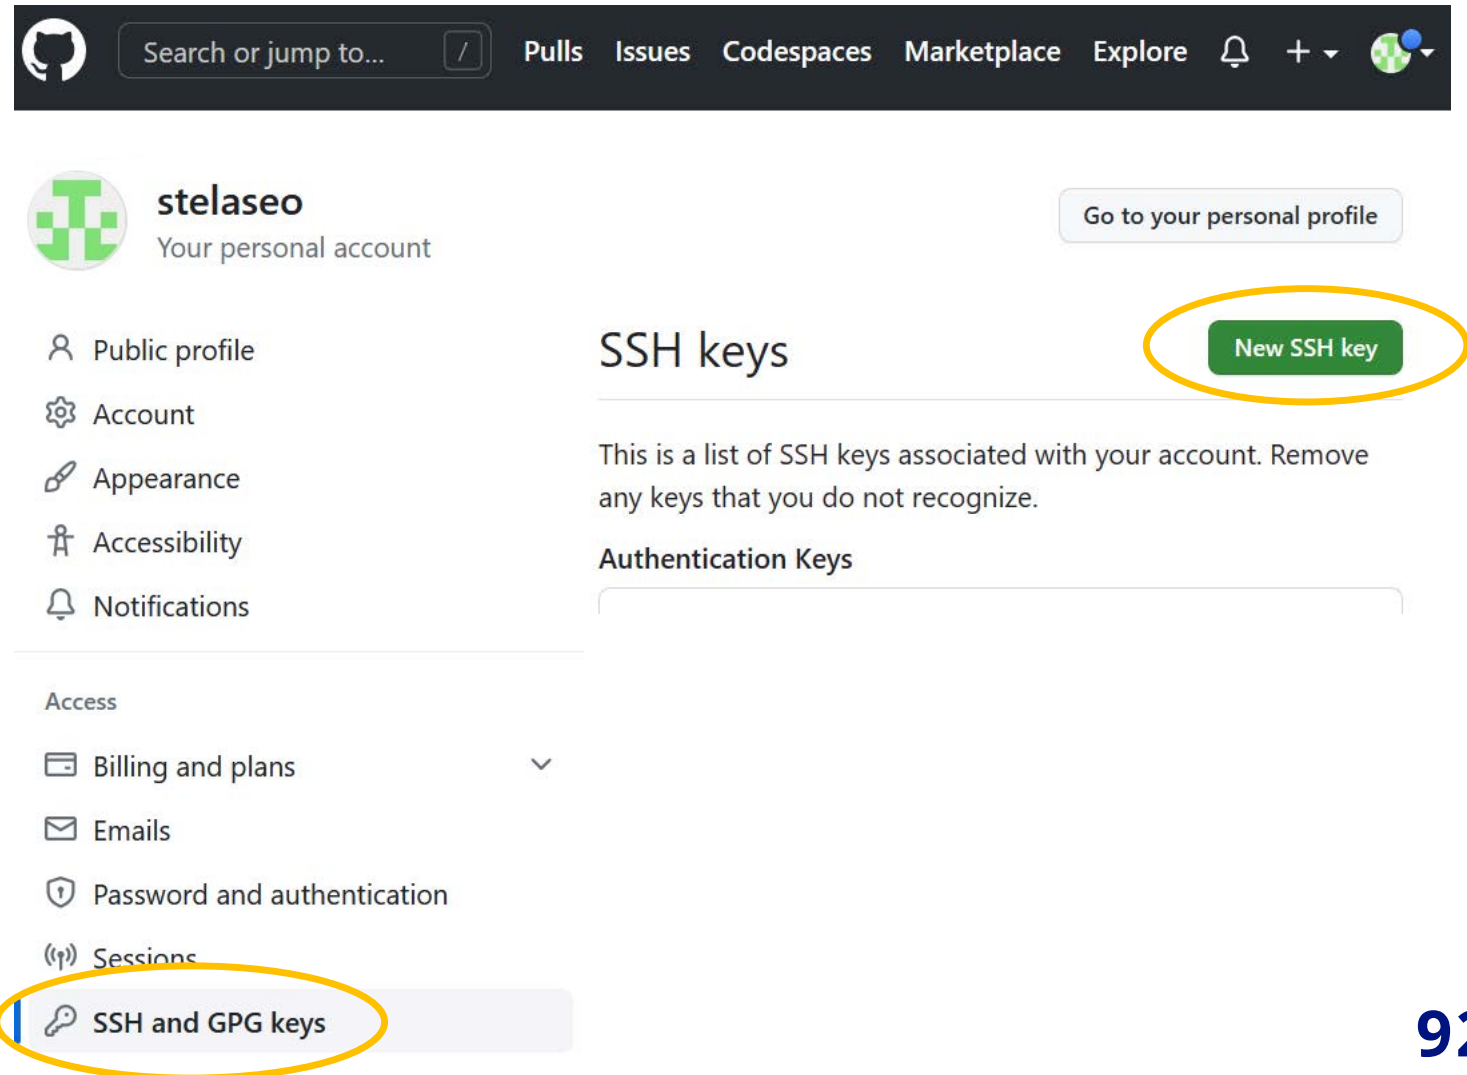 Search or jump to... /
Pulls Issues Codespaces Marketplace Explore
stelaseo
Your personal account
Go to your personal profile
Public profile
Account
Appearance
Accessibility
Notifications
Access
Billing and plans
Emails
Password and authentication
Sessions
SSH and GPG keys
SSH keys
New SSH key
This is a list of SSH keys associated with your account. Remove
any keys that you do not recognize.
Authentication Keys
92